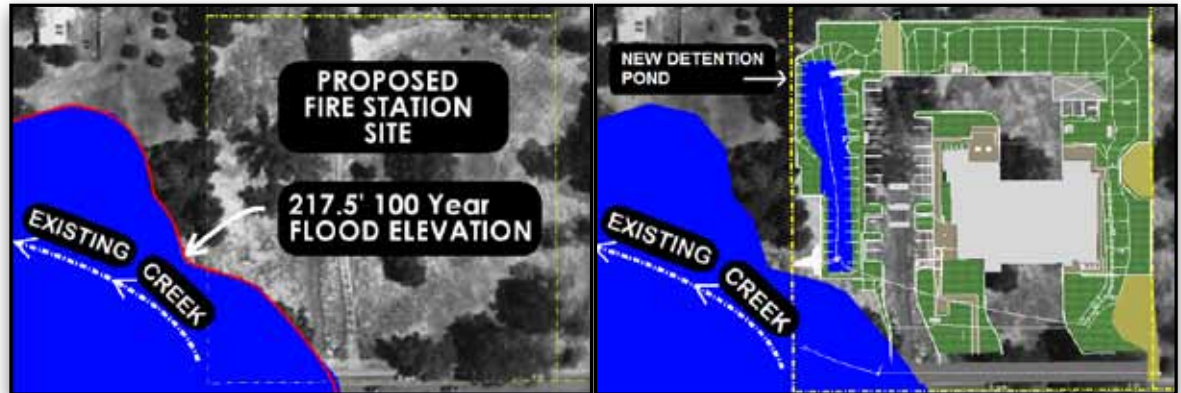 PROPOSED
FIRE STATION
SITE
217.5' 100 Year
FLOOD ELEVATION
EXISTING CREEK
NEW DETENTION
POND
EXISTING CREEK